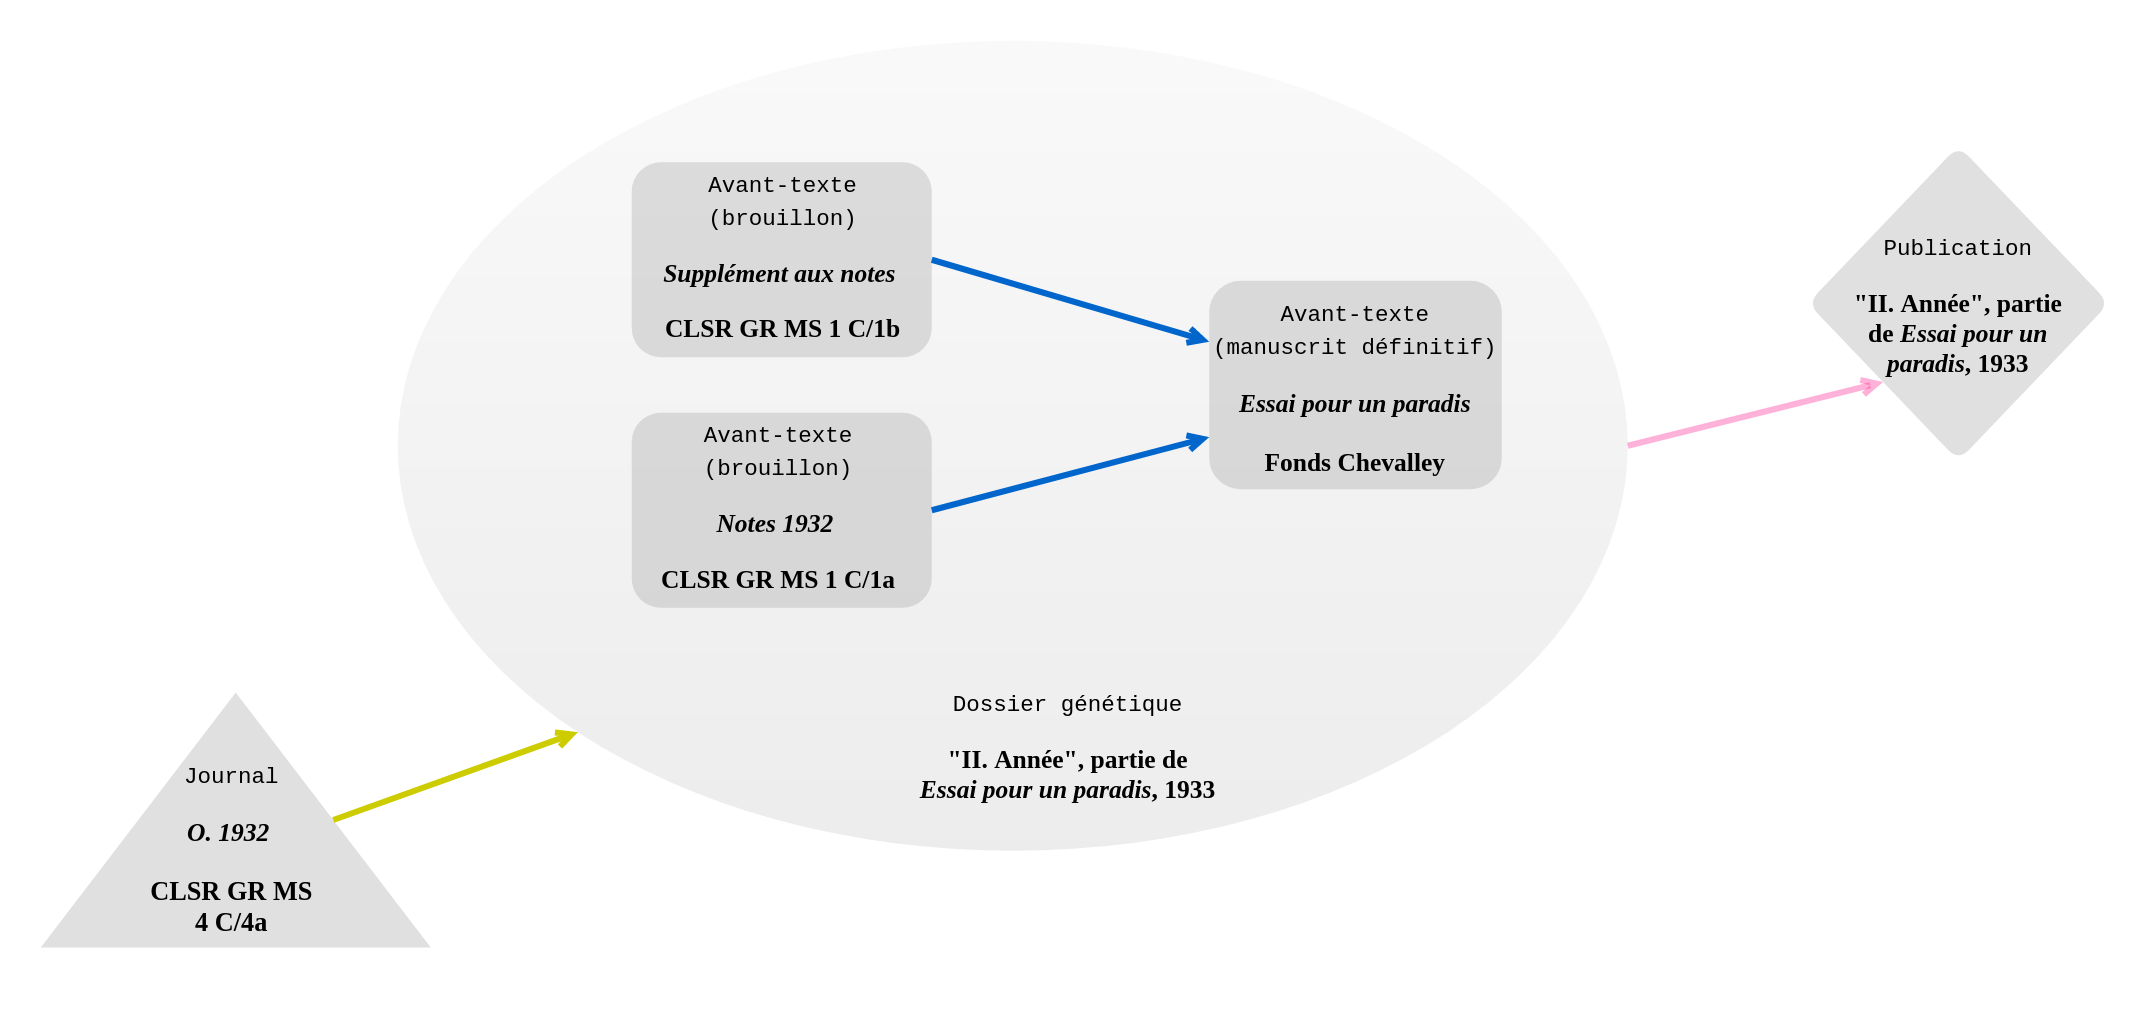 Avant-texte
(brouillon)
Supplément aux notes
CLSR GR MS 1 C/1b
Avant-texte
(brouillon)
Notes 1932
CLSR GR MS 1 C/1a
Avant-texte
(manuscrit définitif)
Essai pour un paradis
Fonds Chevalley
Publication
"II. Année", partie
de Essai pour un
paradis, 1933
Dossier génétique
"II. Année", partie de
Essai pour un paradis, 1933
Journal
O. 1932
CLSR GR MS
4 C/4a